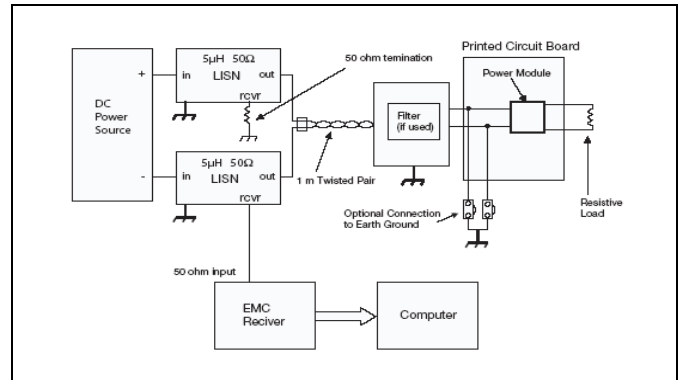 Printed Circuit Board
50 ohm temination
Power Module
5µH 50Ω
in LISN out
rcvr
+
DC
Power
Source
-
Filter
(if used)
5µH 50Ω
in LISN out
rcvr
1 m Twisted Pair
Optional Connection
to Earth Ground
Resistive
Load
50 ohm input
EMC
Reciver
Computer